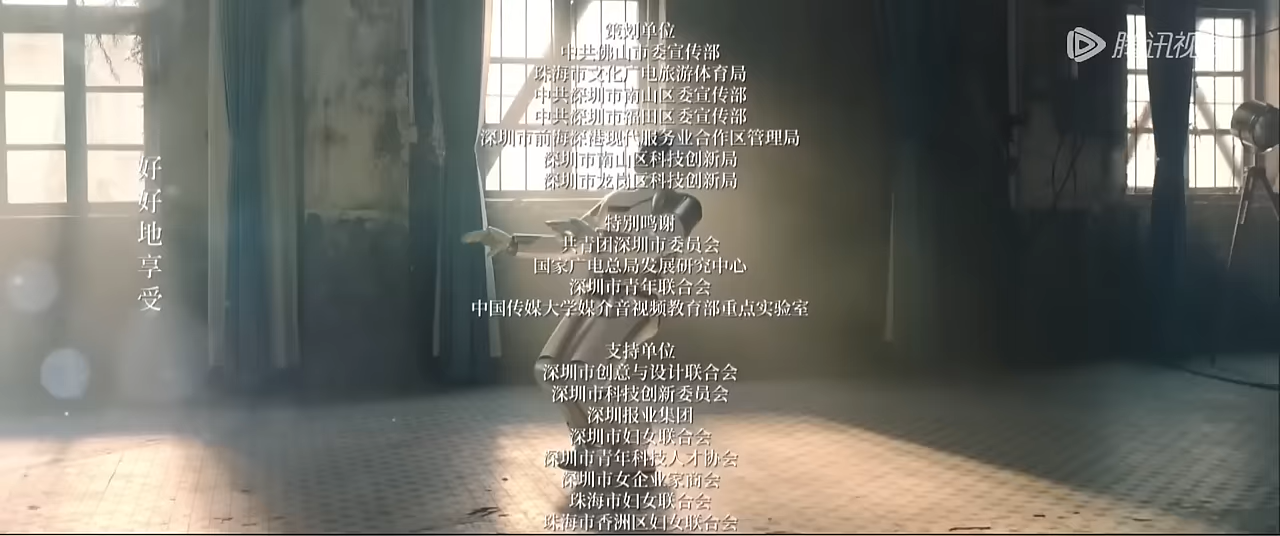 腾讯视
好好地享受
策划单位
中共佛山市委宣传部
珠海市文化广电旅游体育局
中共深圳市南山区委宣传部
中共深圳市福田区委宣传部
深圳市前海深港现代服务业合作区管理局
深圳市南山区科技创新局
深圳市龙岗区科技创新局
特别鸣谢
共青团深圳市委员会
国家广电总局发展研究中心
深圳市青年联合会
中国传媒大学媒介音视频教育部重点实验室
支持单位
深圳市创意与设计联合会
深圳市科技创新委员会
深圳报业集团
深圳市妇女联合会
深圳市青年科技人才协会
深圳市女企业家商会
珠海市妇女联合会
珠海市香洲区妇女联合会